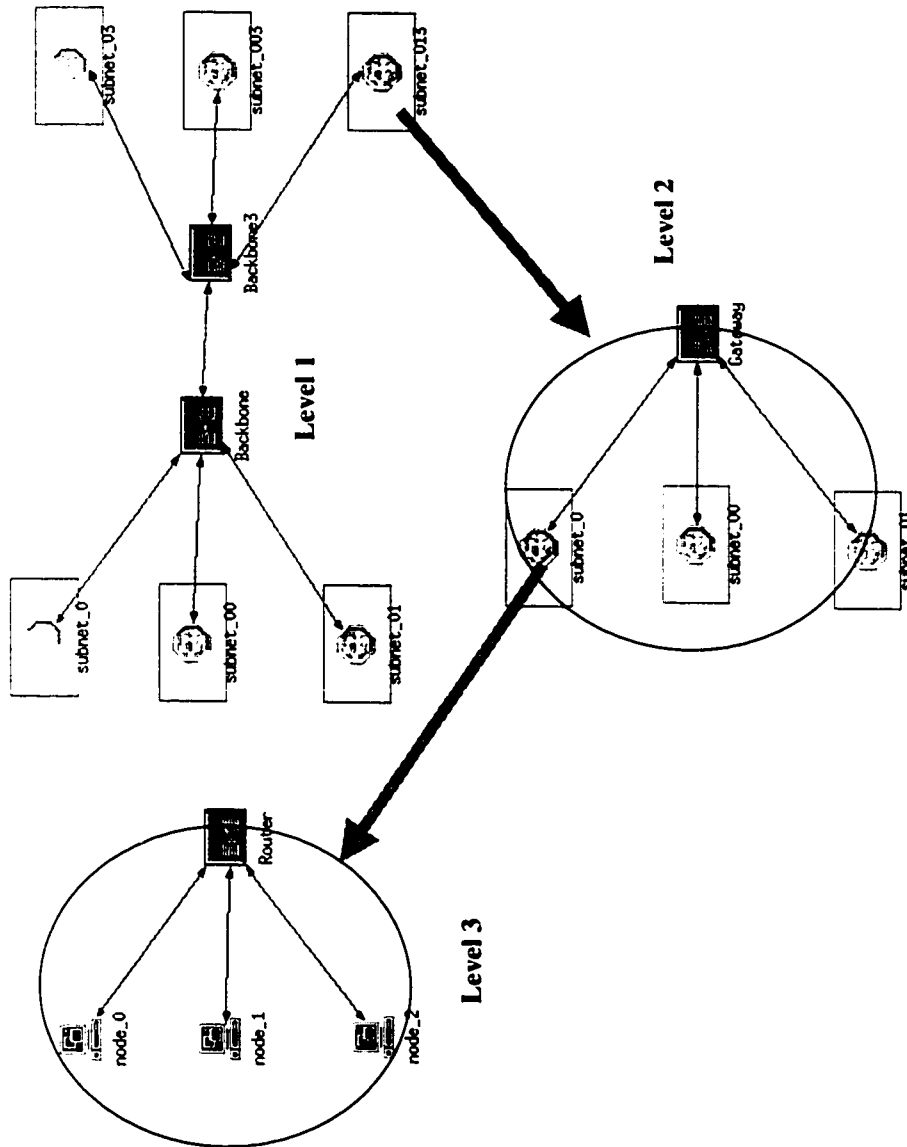 subnet_0
subnet_00
subnet_01
Backbone
Backbone3
subnet_03
subnet_003
subnet_013
Level 1
node_0
node_1
node_2
Router
Level 3
subnet_0
subnet_00
subnet_01
Gateway
Level 2